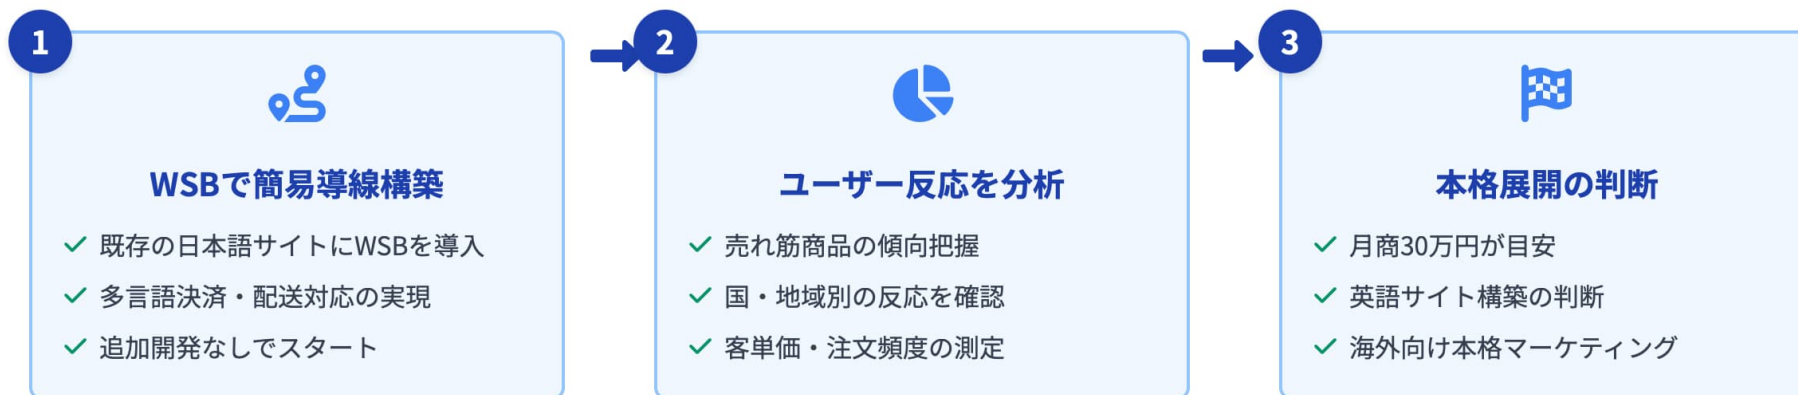 1
WSBで簡易導線構築
既存の日本語サイトにWSBを導入
多言語決済・配送対応の実現
追加開発なしでスタート
2
ユーザー反応を分析
売れ筋商品の傾向把握
国・地域別の反応を確認
客単価・注文頻度の測定
3
本格展開の判断
月商30万円が目安
英語サイト構築の判断
海外向け本格マーケティング